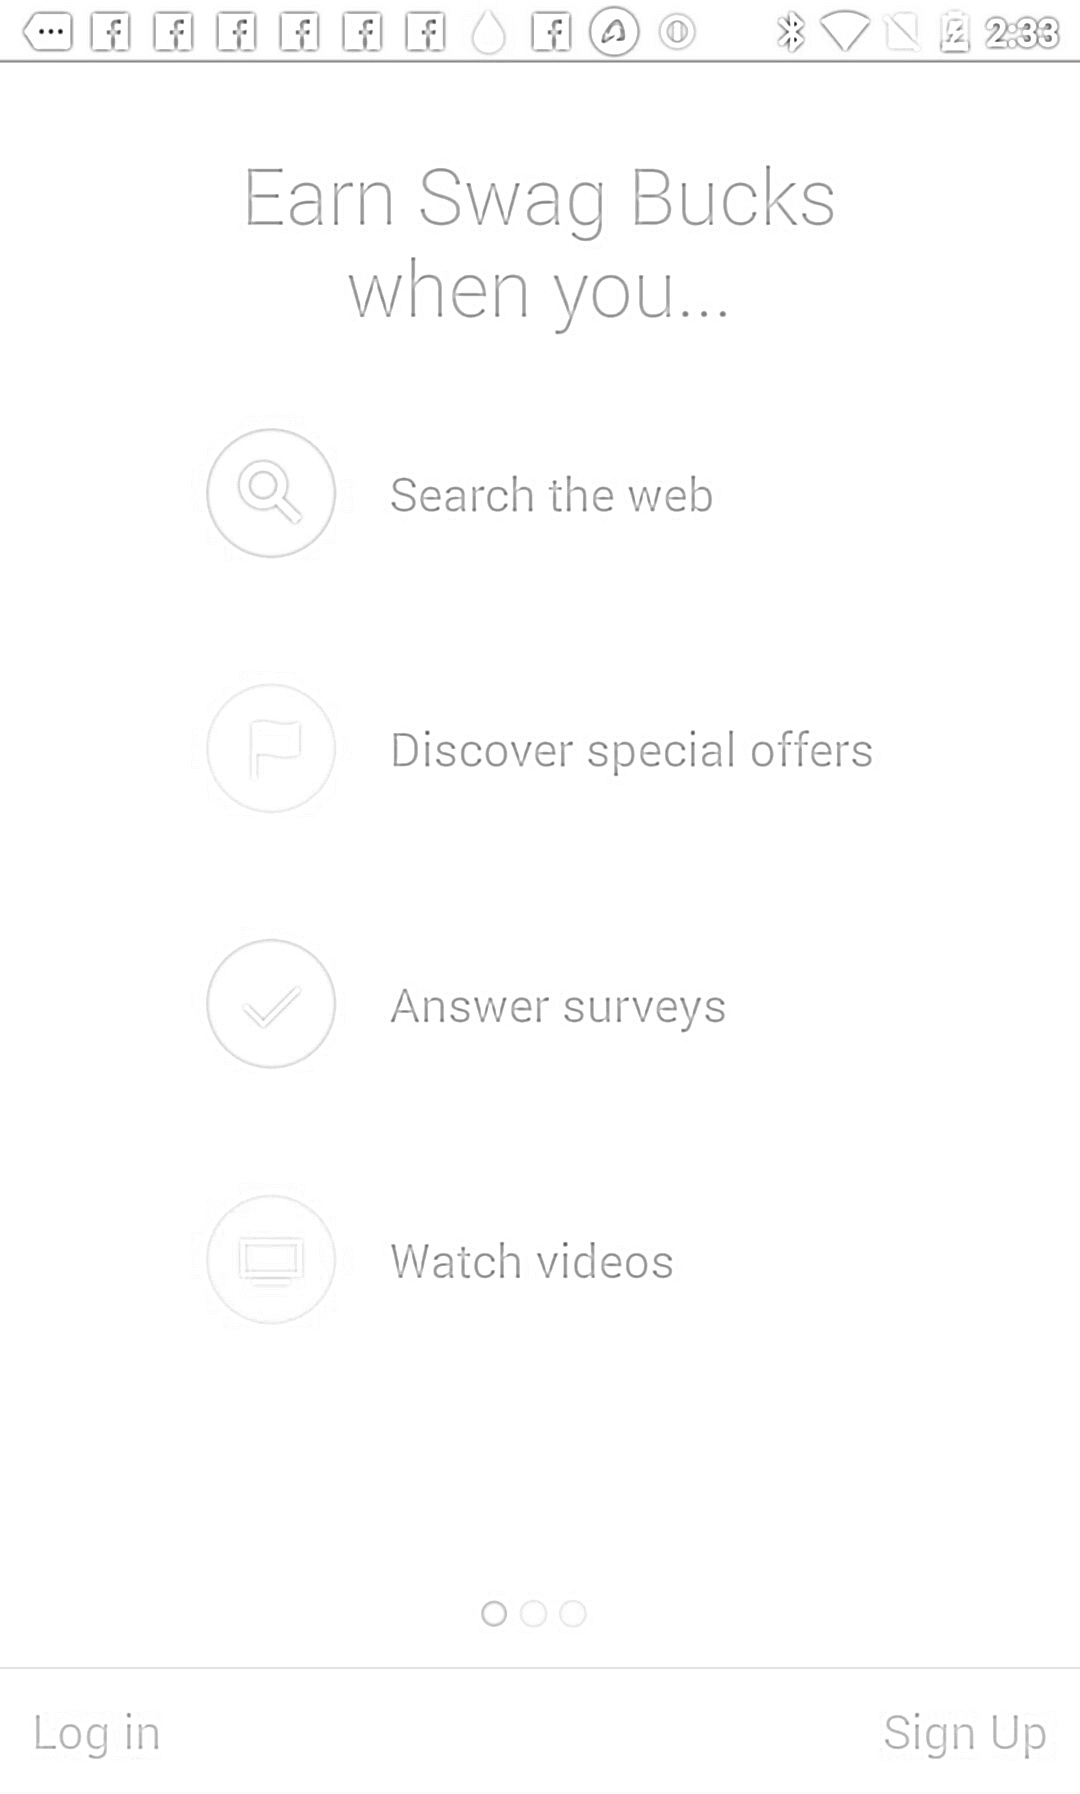 2:33
Earn Swag Bucks
when you...
Search the web
Discover special offers
Answer surveys
Watch videos
Log in
Sign Up